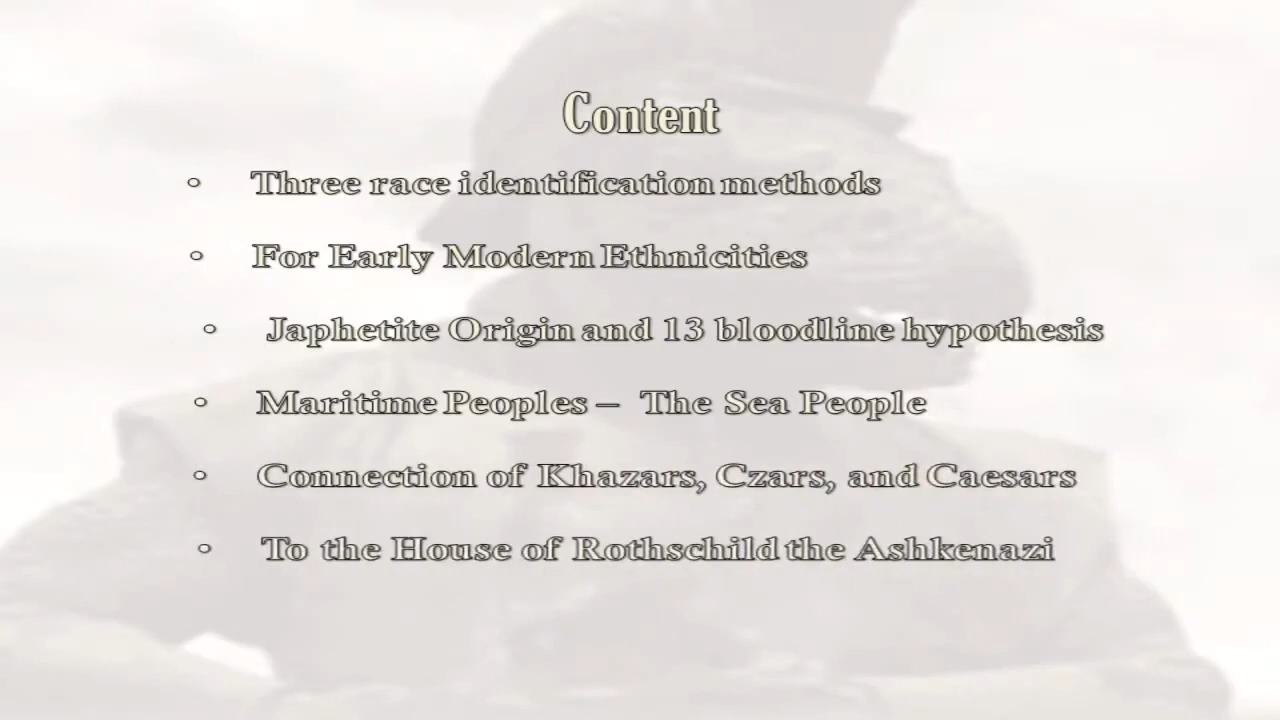 Content
• Three race identification methods
• For Early Modern Ethnicities
• Japhetite Origin and 13 bloodline hypothesis
• Maritime Peoples – The Sea People
• Connection of Khazars, Czars, and Caesars
• To the House of Rothschild the Ashkenazi